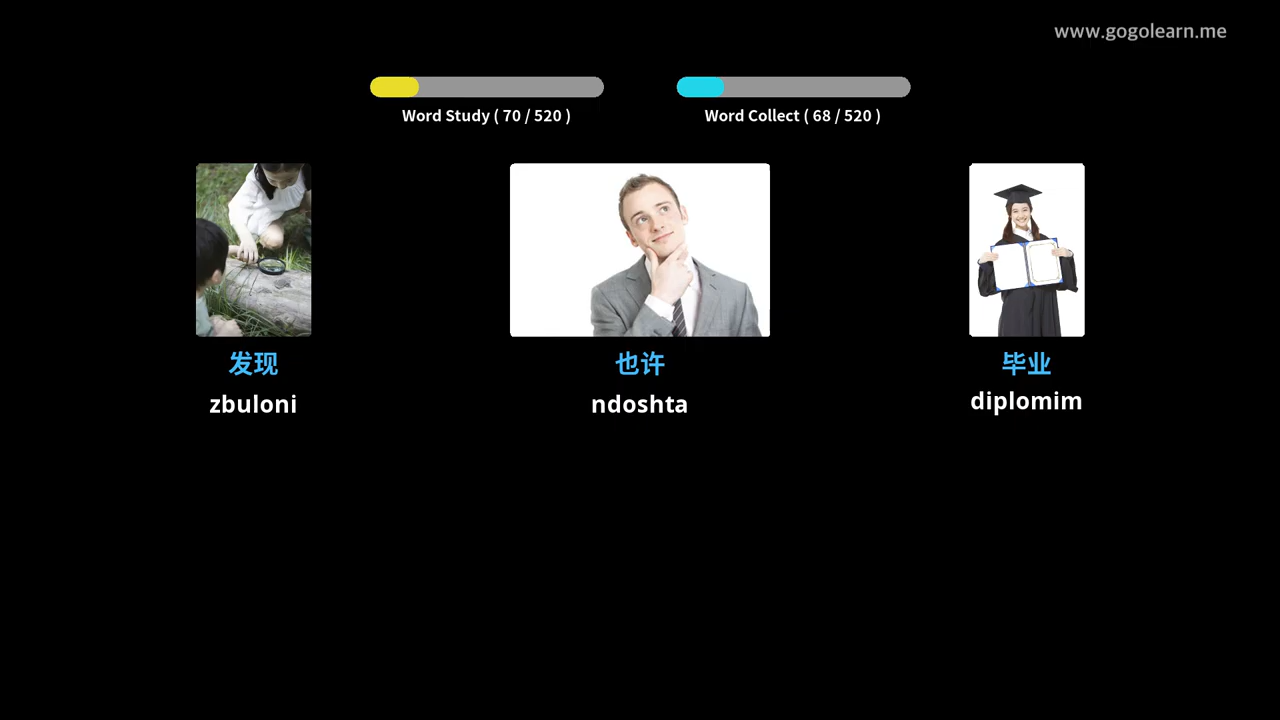 www.gogolearn.me
Word Study ( 70 / 520 )
Word Collect ( 68 / 520 )
发现
也许
毕业
zbuloni
ndoshta
diplomim